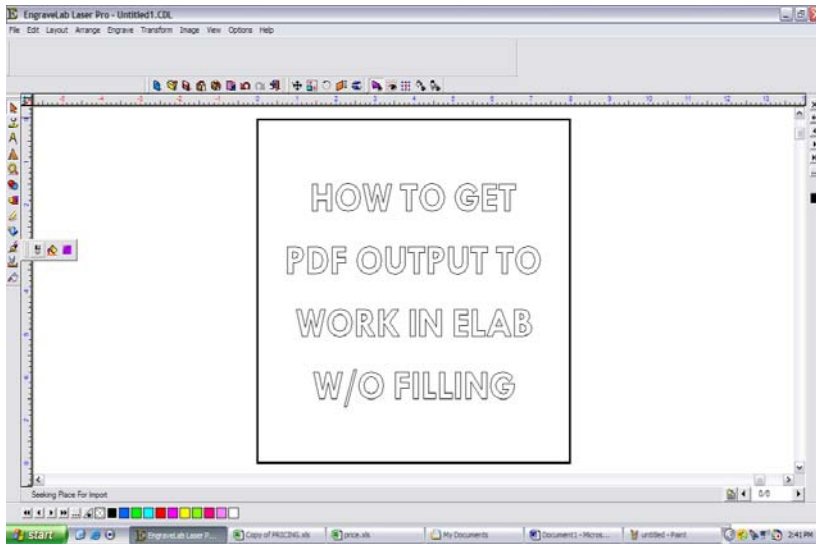 EngraveLab Laser Pro - Untitled1.CDL
File Edit Layout Arrange Engrave Transform Image View Options Help
HOW TO GET
PDF OUTPUT TO
WORK IN ELAB
W/O FILLING
Seeking Place For Import
0/0
start
EngraveLab Laser P...
Copy of PRICING.xls
price.xls
My Documents
Document1 - Micros...
untitled - Paint
2:41 PM